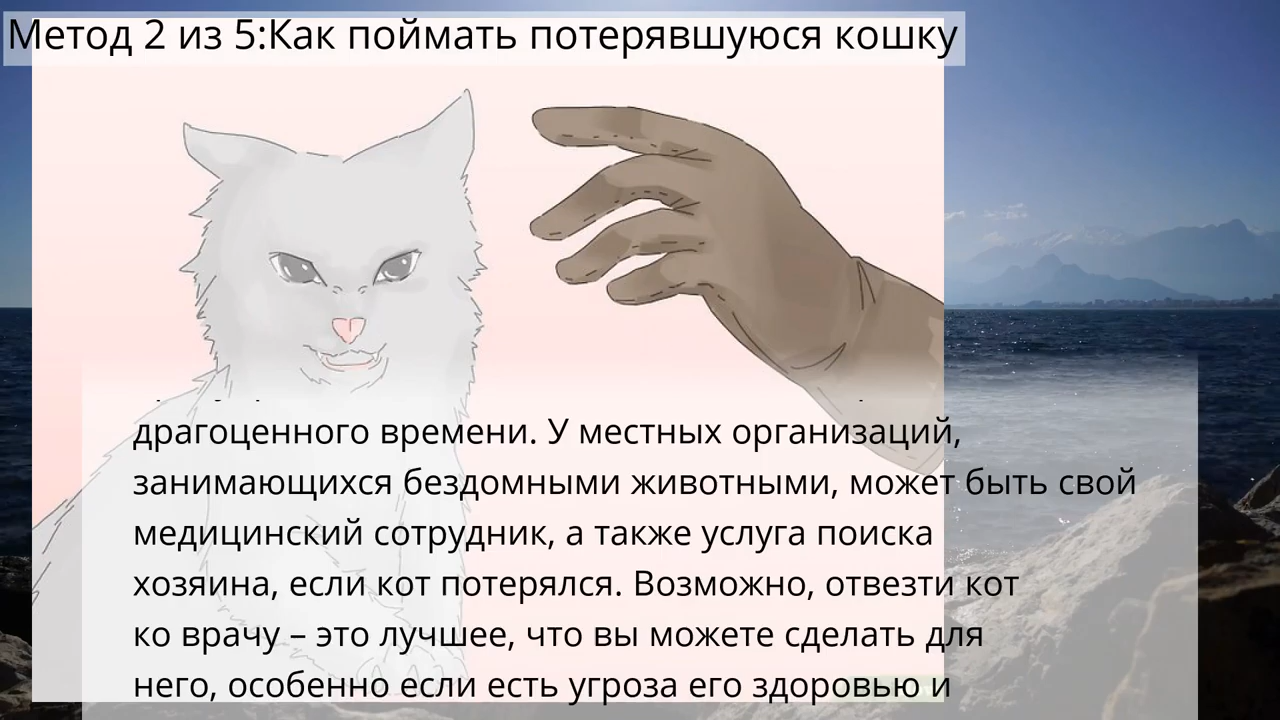 Метод 2 из 5:Как поймать потерявшуюся кошку
драгоценного времени. У местных организаций,
занимающихся бездомными животными, может быть свой
медицинский сотрудник, а также услуга поиска
хозяина, если кот потерялся. Возможно, отвезти кот
ко врачу – это лучшее, что вы можете сделать для
него, особенно если есть угроза его здоровью и